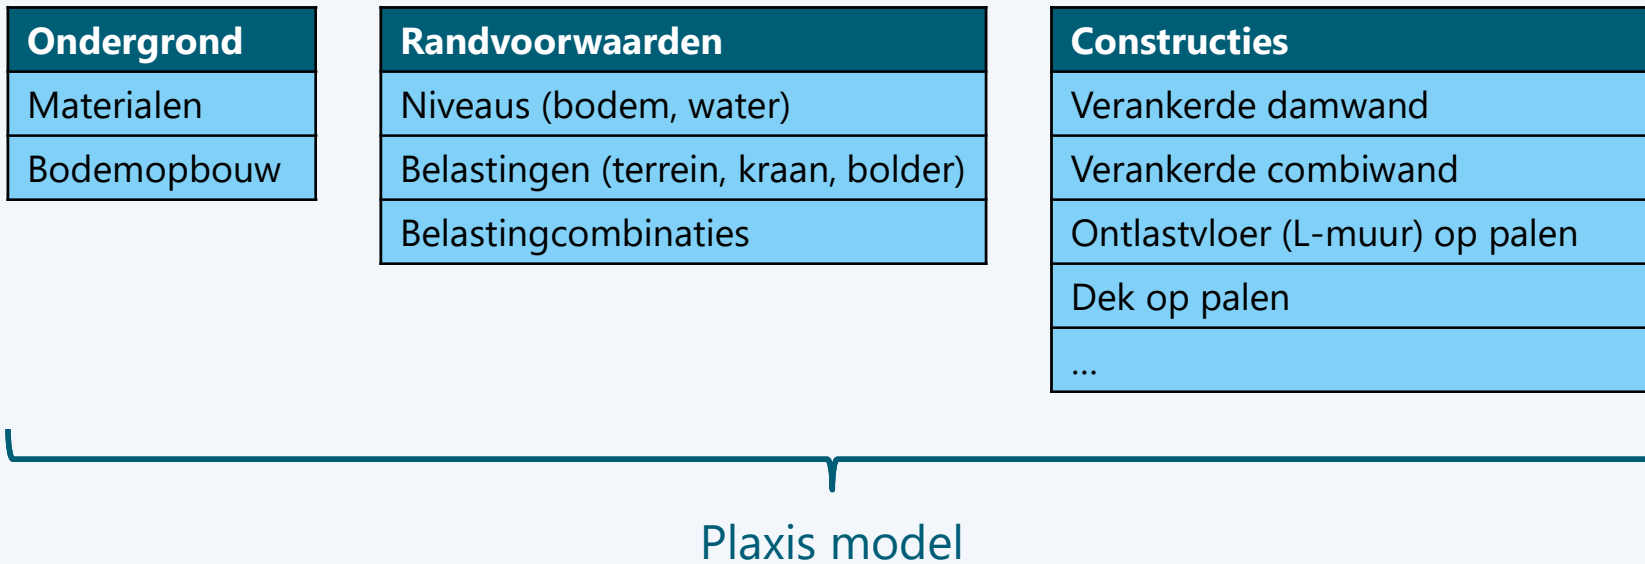 Ondergrond
Materialen
Bodemopbouw
Randvoorwaarden
Niveaus (bodem, water)
Belastingen (terrein, kraan, bolder)
Belastingcombinaties
Constructies
Verankerde damwand
Verankerde combiwand
Ontlastvloer (L-muur) op palen
Dek op palen
...
Plaxis model